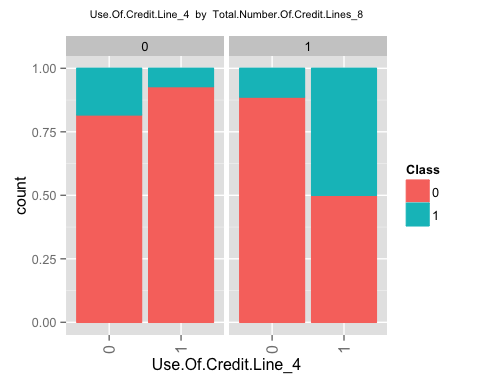 Use.Of.Credit.Line_4 by Total.Number.Of.Credit.Lines_8
0 1
1.00
0.75
0.50
0.25
0.00
count
0 1 0 1
Use.Of.Credit.Line_4
Class
0
1